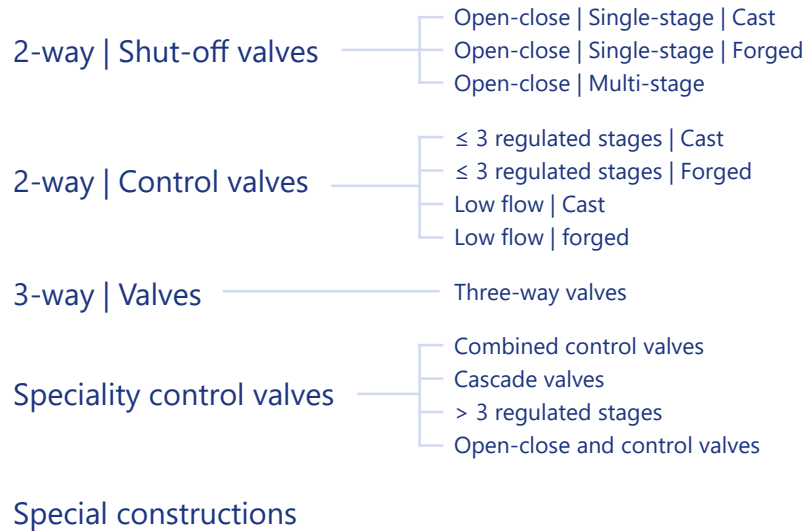 2-way | Shut-off valves
Open-close | Single-stage | Cast
Open-close | Single-stage | Forged
Open-close | Multi-stage
2-way | Control valves
≤ 3 regulated stages | Cast
≤ 3 regulated stages | Forged
Low flow | Cast
Low flow | forged
3-way | Valves
Three-way valves
Speciality control valves
Combined control valves
Cascade valves
> 3 regulated stages
Open-close and control valves
Special constructions